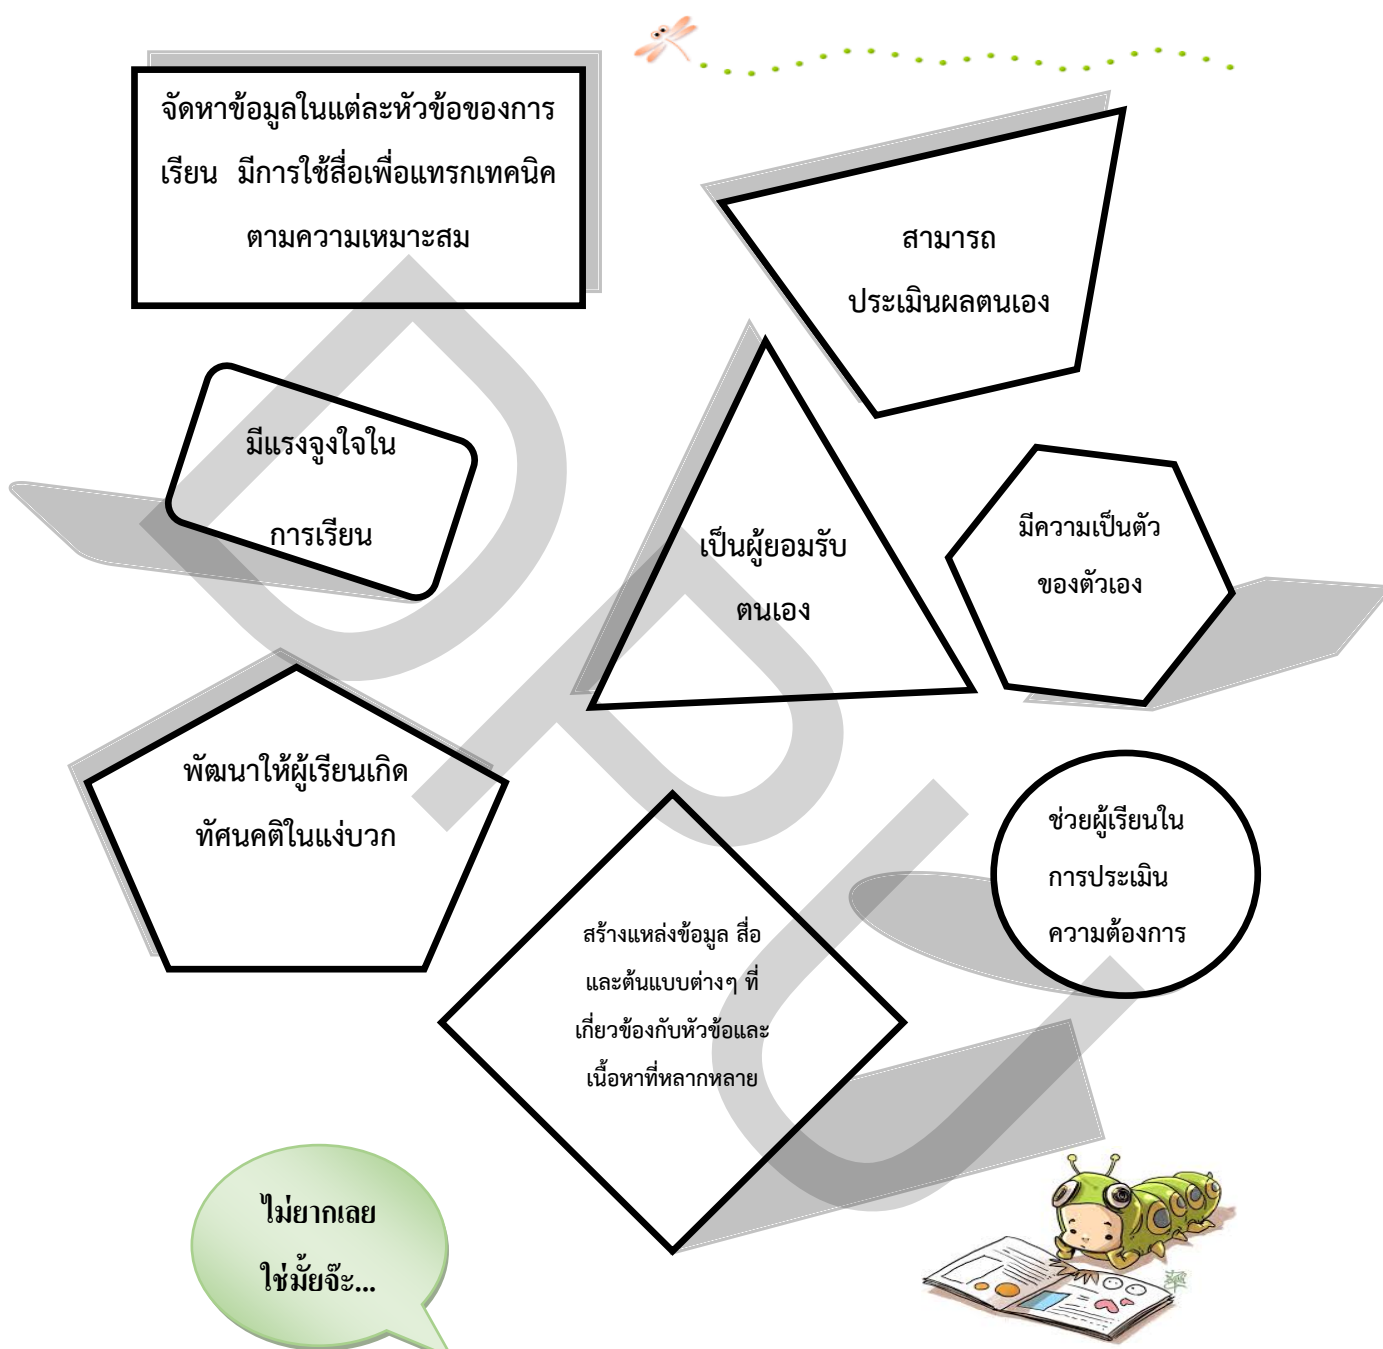 จัดหาข้อมูลในแต่ละหัวข้อของการ
เรียน มีการใช้สื่อเพื่อแทรกเทคนิค
ตามความเหมาะสม
สามารถ
ประเมินผลตนเอง
มีแรงจูงใจใน
การเรียน
เป็นผู้ยอมรับ
ตนเอง
มีความเป็นตัว
ของตัวเอง
พัฒนาให้ผู้เรียนเกิด
ทัศนคติในแง่บวก
ช่วยผู้เรียนใน
การประเมิน
ความต้องการ
สร้างแหล่งข้อมูล สื่อ
และต้นแบบต่างๆ ที่
เกี่ยวข้องกับหัวข้อและ
เนื้อหาที่หลากหลาย
ไม่ยากเลย
ใช่มั้ยจ๊ะ...
DPU